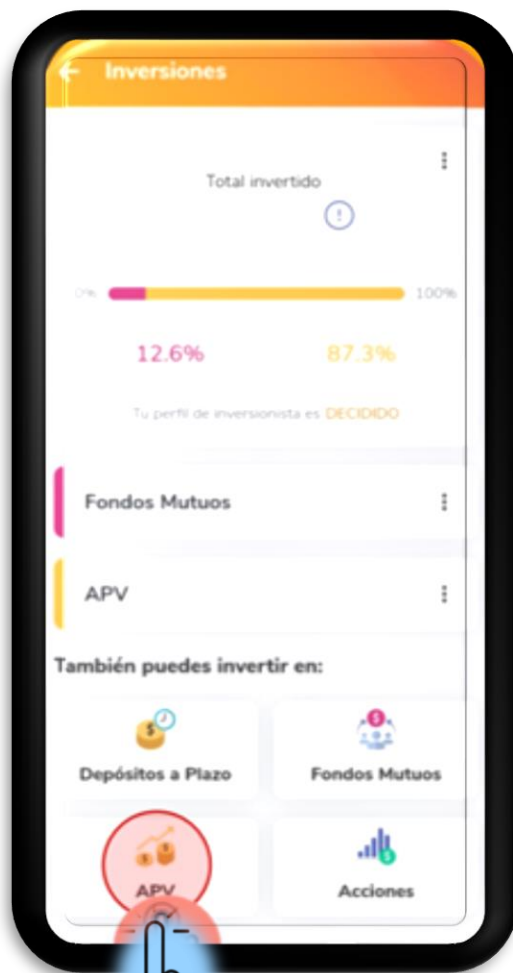 Inversiones
Total invertido
!
0% 100%
12.6% 87.3%
Tu perfil de inversionista es DECIDIDO
Fondos Mutuos
APV
También puedes invertir en:
Depósitos a Plazo Fondos Mutuos
APV Acciones